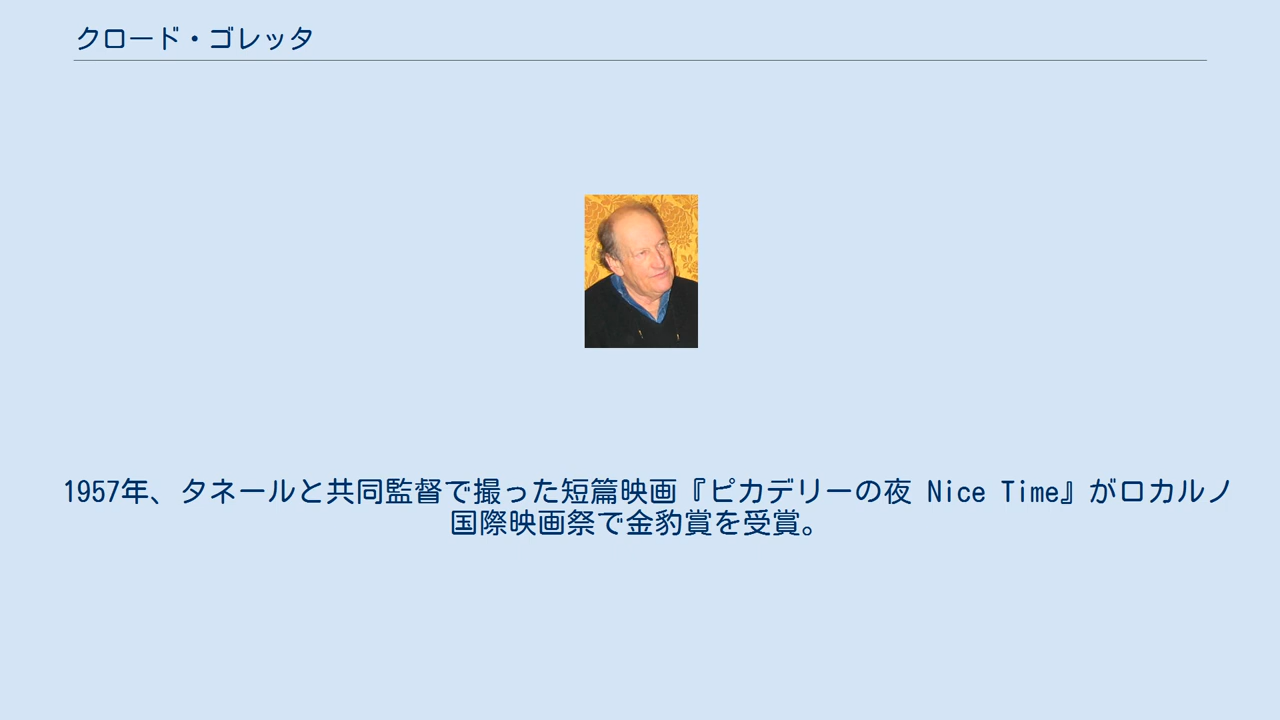 クロード・ゴレッタ
1957年、タネールと共同監督で撮った短篇映画『ピカデリーの夜 Nice Time』がロカルノ
国際映画祭で金豹賞を受賞。